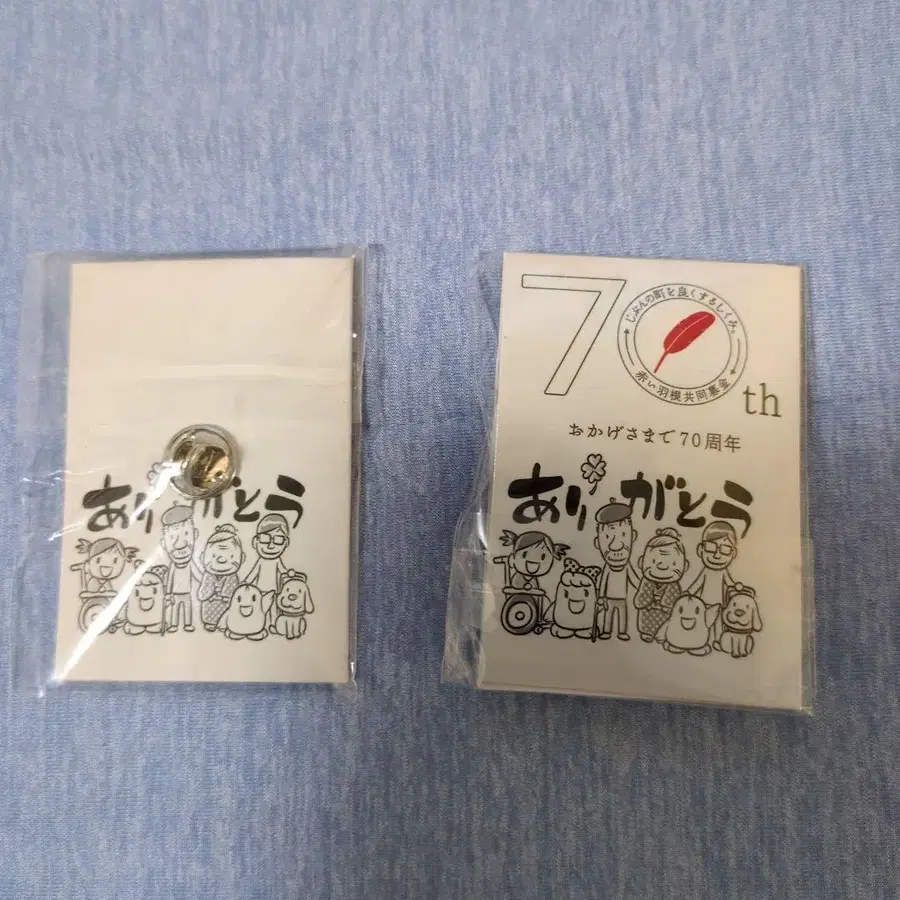 ありがとう
70th
じぶんの町を良くするしくみ。
赤い羽根共同募金
おかげさまで70周年
ありがとう